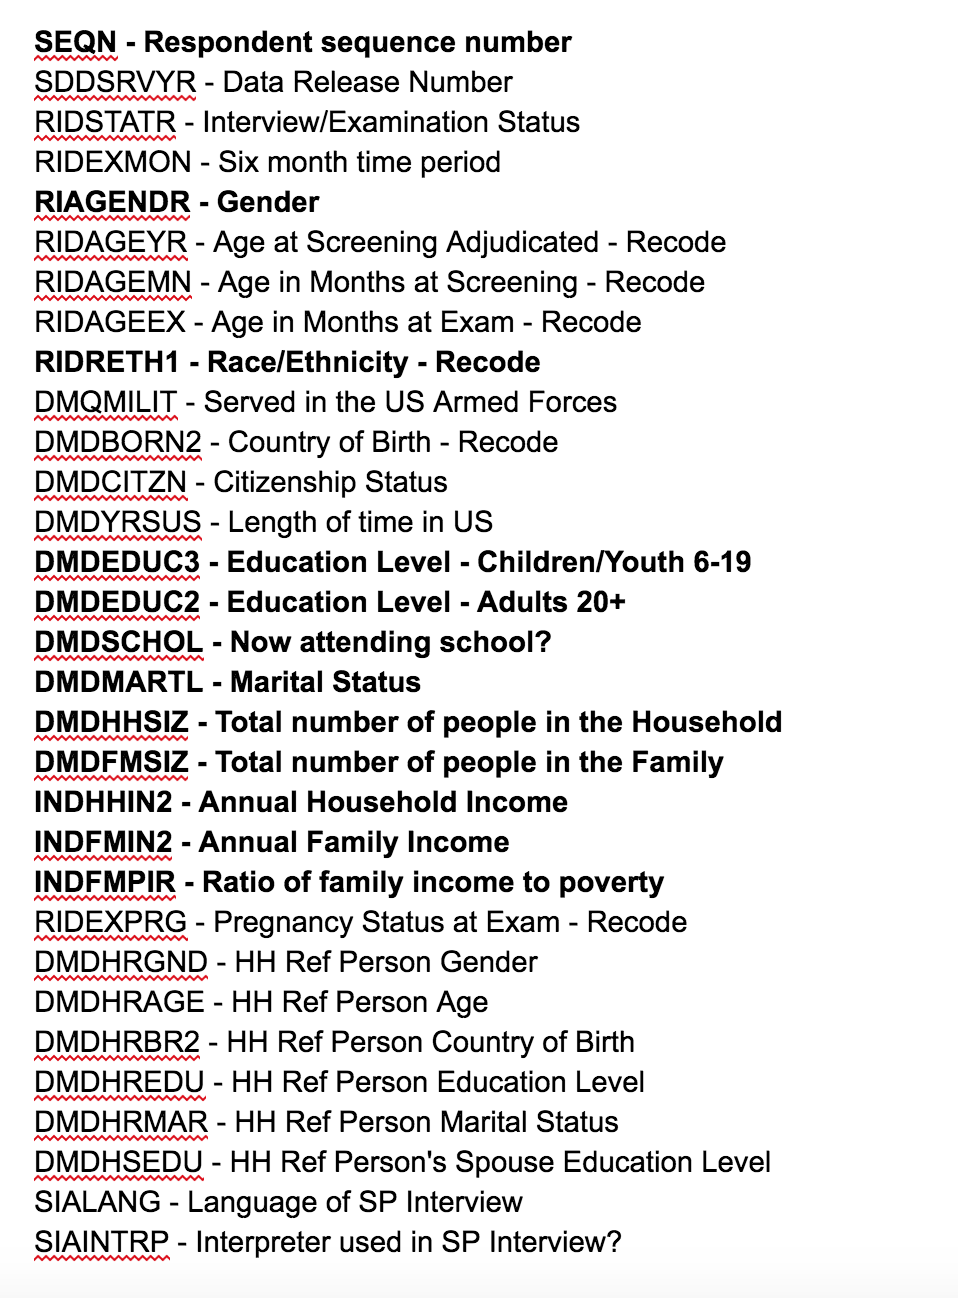 SEQN - Respondent sequence number
SDDSRVYR - Data Release Number
RIDSTATR - Interview/Examination Status
RIDEXMON - Six month time period
RIAGENDR - Gender
RIDAGEYR - Age at Screening Adjudicated - Recode
RIDAGEMN - Age in Months at Screening - Recode
RIDAGEEX - Age in Months at Exam - Recode
RIDRETH1 - Race/Ethnicity - Recode
DMQMILIT - Served in the US Armed Forces
DMDBORN2 - Country of Birth - Recode
DMDCITZN - Citizenship Status
DMDYRSUS - Length of time in US
DMDEDUC3 - Education Level - Children/Youth 6-19
DMDEDUC2 - Education Level - Adults 20+
DMDSCHOL - Now attending school?
DMDMARTL - Marital Status
DMDHHSIZ - Total number of people in the Household
DMDFMSIZ - Total number of people in the Family
INDHHIN2 - Annual Household Income
INDFMIN2 - Annual Family Income
INDFMPIR - Ratio of family income to poverty
RIDEXPRG - Pregnancy Status at Exam - Recode
DMDHRGND - HH Ref Person Gender
DMDHRAGE - HH Ref Person Age
DMDHRBR2 - HH Ref Person Country of Birth
DMDHREDU - HH Ref Person Education Level
DMDHRMAR - HH Ref Person Marital Status
DMDHSEDU - HH Ref Person's Spouse Education Level
SIALANG - Language of SP Interview
SIAINTRP - Interpreter used in SP Interview?